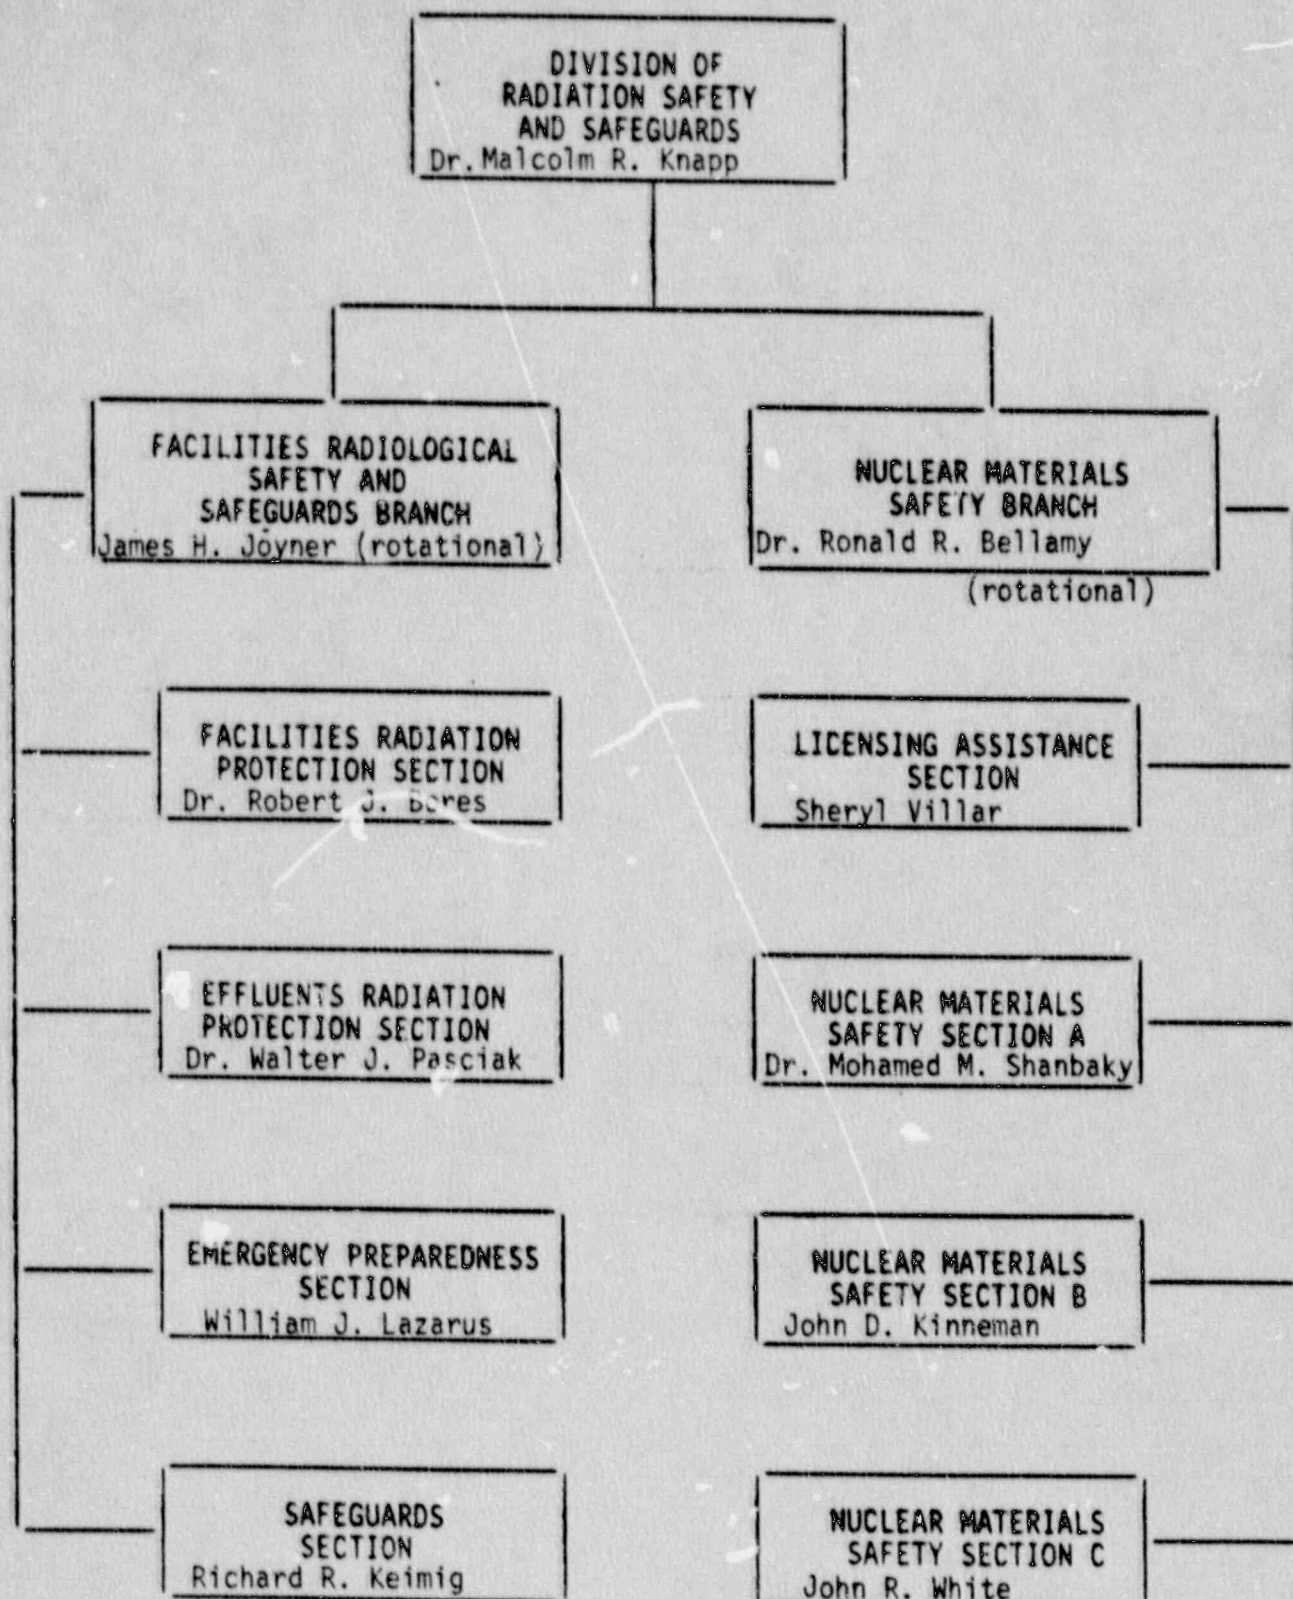 DIVISION OF
RADIATION SAFETY
AND SAFEGUARDS
Dr. Malcolm R. Knapp
FACILITIES RADIOLOGICAL
SAFETY AND
SAFEGUARDS BRANCH
James H. Joyner (rotational)
NUCLEAR MATERIALS
SAFETY BRANCH
Dr. Ronald R. Bellamy
(rotational)
FACILITIES RADIATION
PROTECTION SECTION
Dr. Robert J. Bores
LICENSING ASSISTANCE
SECTION
Sheryl Villar
EFFLUENTS RADIATION
PROTECTION SECTION
Dr. Walter J. Pasciak
NUCLEAR MATERIALS
SAFETY SECTION A
Dr. Mohamed M. Shanbaky
EMERGENCY PREPAREDNESS
SECTION
William J. Lazarus
NUCLEAR MATERIALS
SAFETY SECTION B
John D. Kinneman
SAFEGUARDS
SECTION
Richard R. Keimig
NUCLEAR MATERIALS
SAFETY SECTION C
John R. White